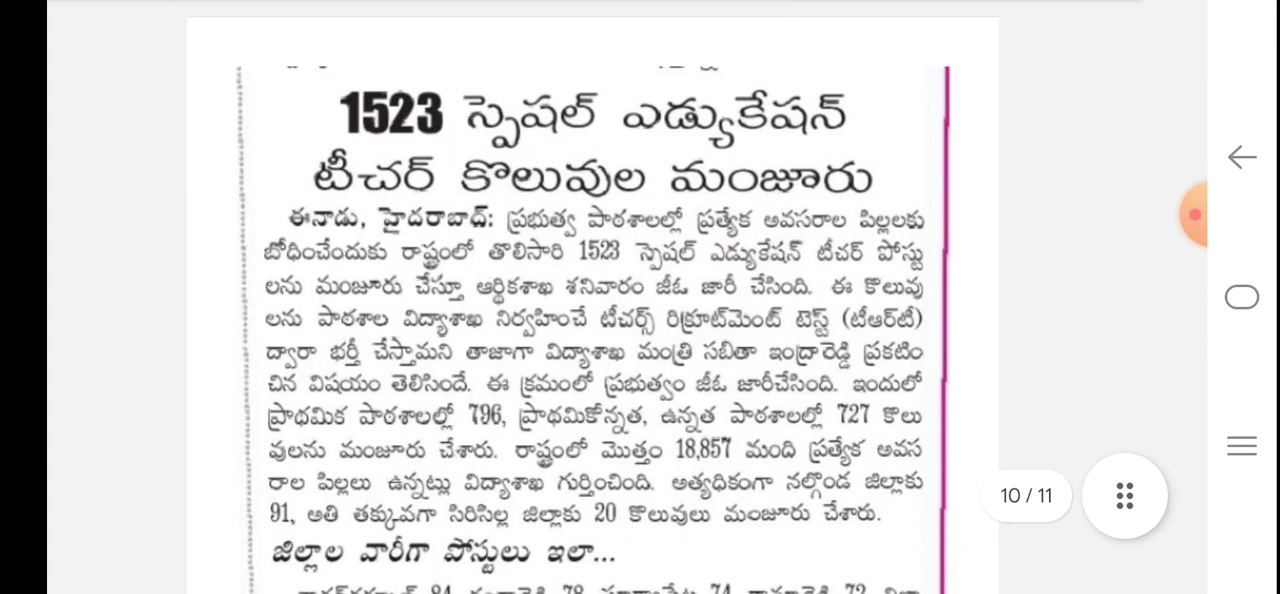 1523 స్పెషల్ ఎడ్యుకేషన్
టీచర్ కొలువుల మంజూరు
ఈనాడు, హైదరాబాద్: ప్రభుత్వ పాఠశాలల్లో ప్రత్యేక అవసరాల పిల్లలకు
బోధించేందుకు రాష్ట్రంలో తొలిసారి 1523 స్పెషల్ ఎడ్యుకేషన్ టీచర్ పోస్టు
లను మంజూరు చేస్తూ ఆర్థికశాఖ శనివారం జీఓ జారీ చేసింది. ఈ కొలువు
లను పాఠశాల విద్యాశాఖ నిర్వహించే టీచర్స్ రిక్రూట్‌మెంట్ టెస్ట్ (టీఆర్‌టీ)
ద్వారా భర్తీ చేస్తామని తాజాగా విద్యాశాఖ మంత్రి సబితా ఇంద్రారెడ్డి ప్రకటిం
చిన విషయం తెలిసిందే. ఈ క్రమంలో ప్రభుత్వం జీఓ జారీచేసింది. ఇందులో
ప్రాథమిక పాఠశాలల్లో 796, ప్రాథమికోన్నత, ఉన్నత పాఠశాలల్లో 727 కొలు
వులను మంజూరు చేశారు. రాష్ట్రంలో మొత్తం 18,857 మంది ప్రత్యేక అవస
రాల పిల్లలు ఉన్నట్లు విద్యాశాఖ గుర్తించింది. అత్యధికంగా నల్గొండ జిల్లాకు
91, అతి తక్కువగా సిరిసిల్ల జిల్లాకు 20 కొలువులు మంజూరు చేశారు.
జిల్లాల వారీగా పోస్టులు ఇలా...
10 / 11